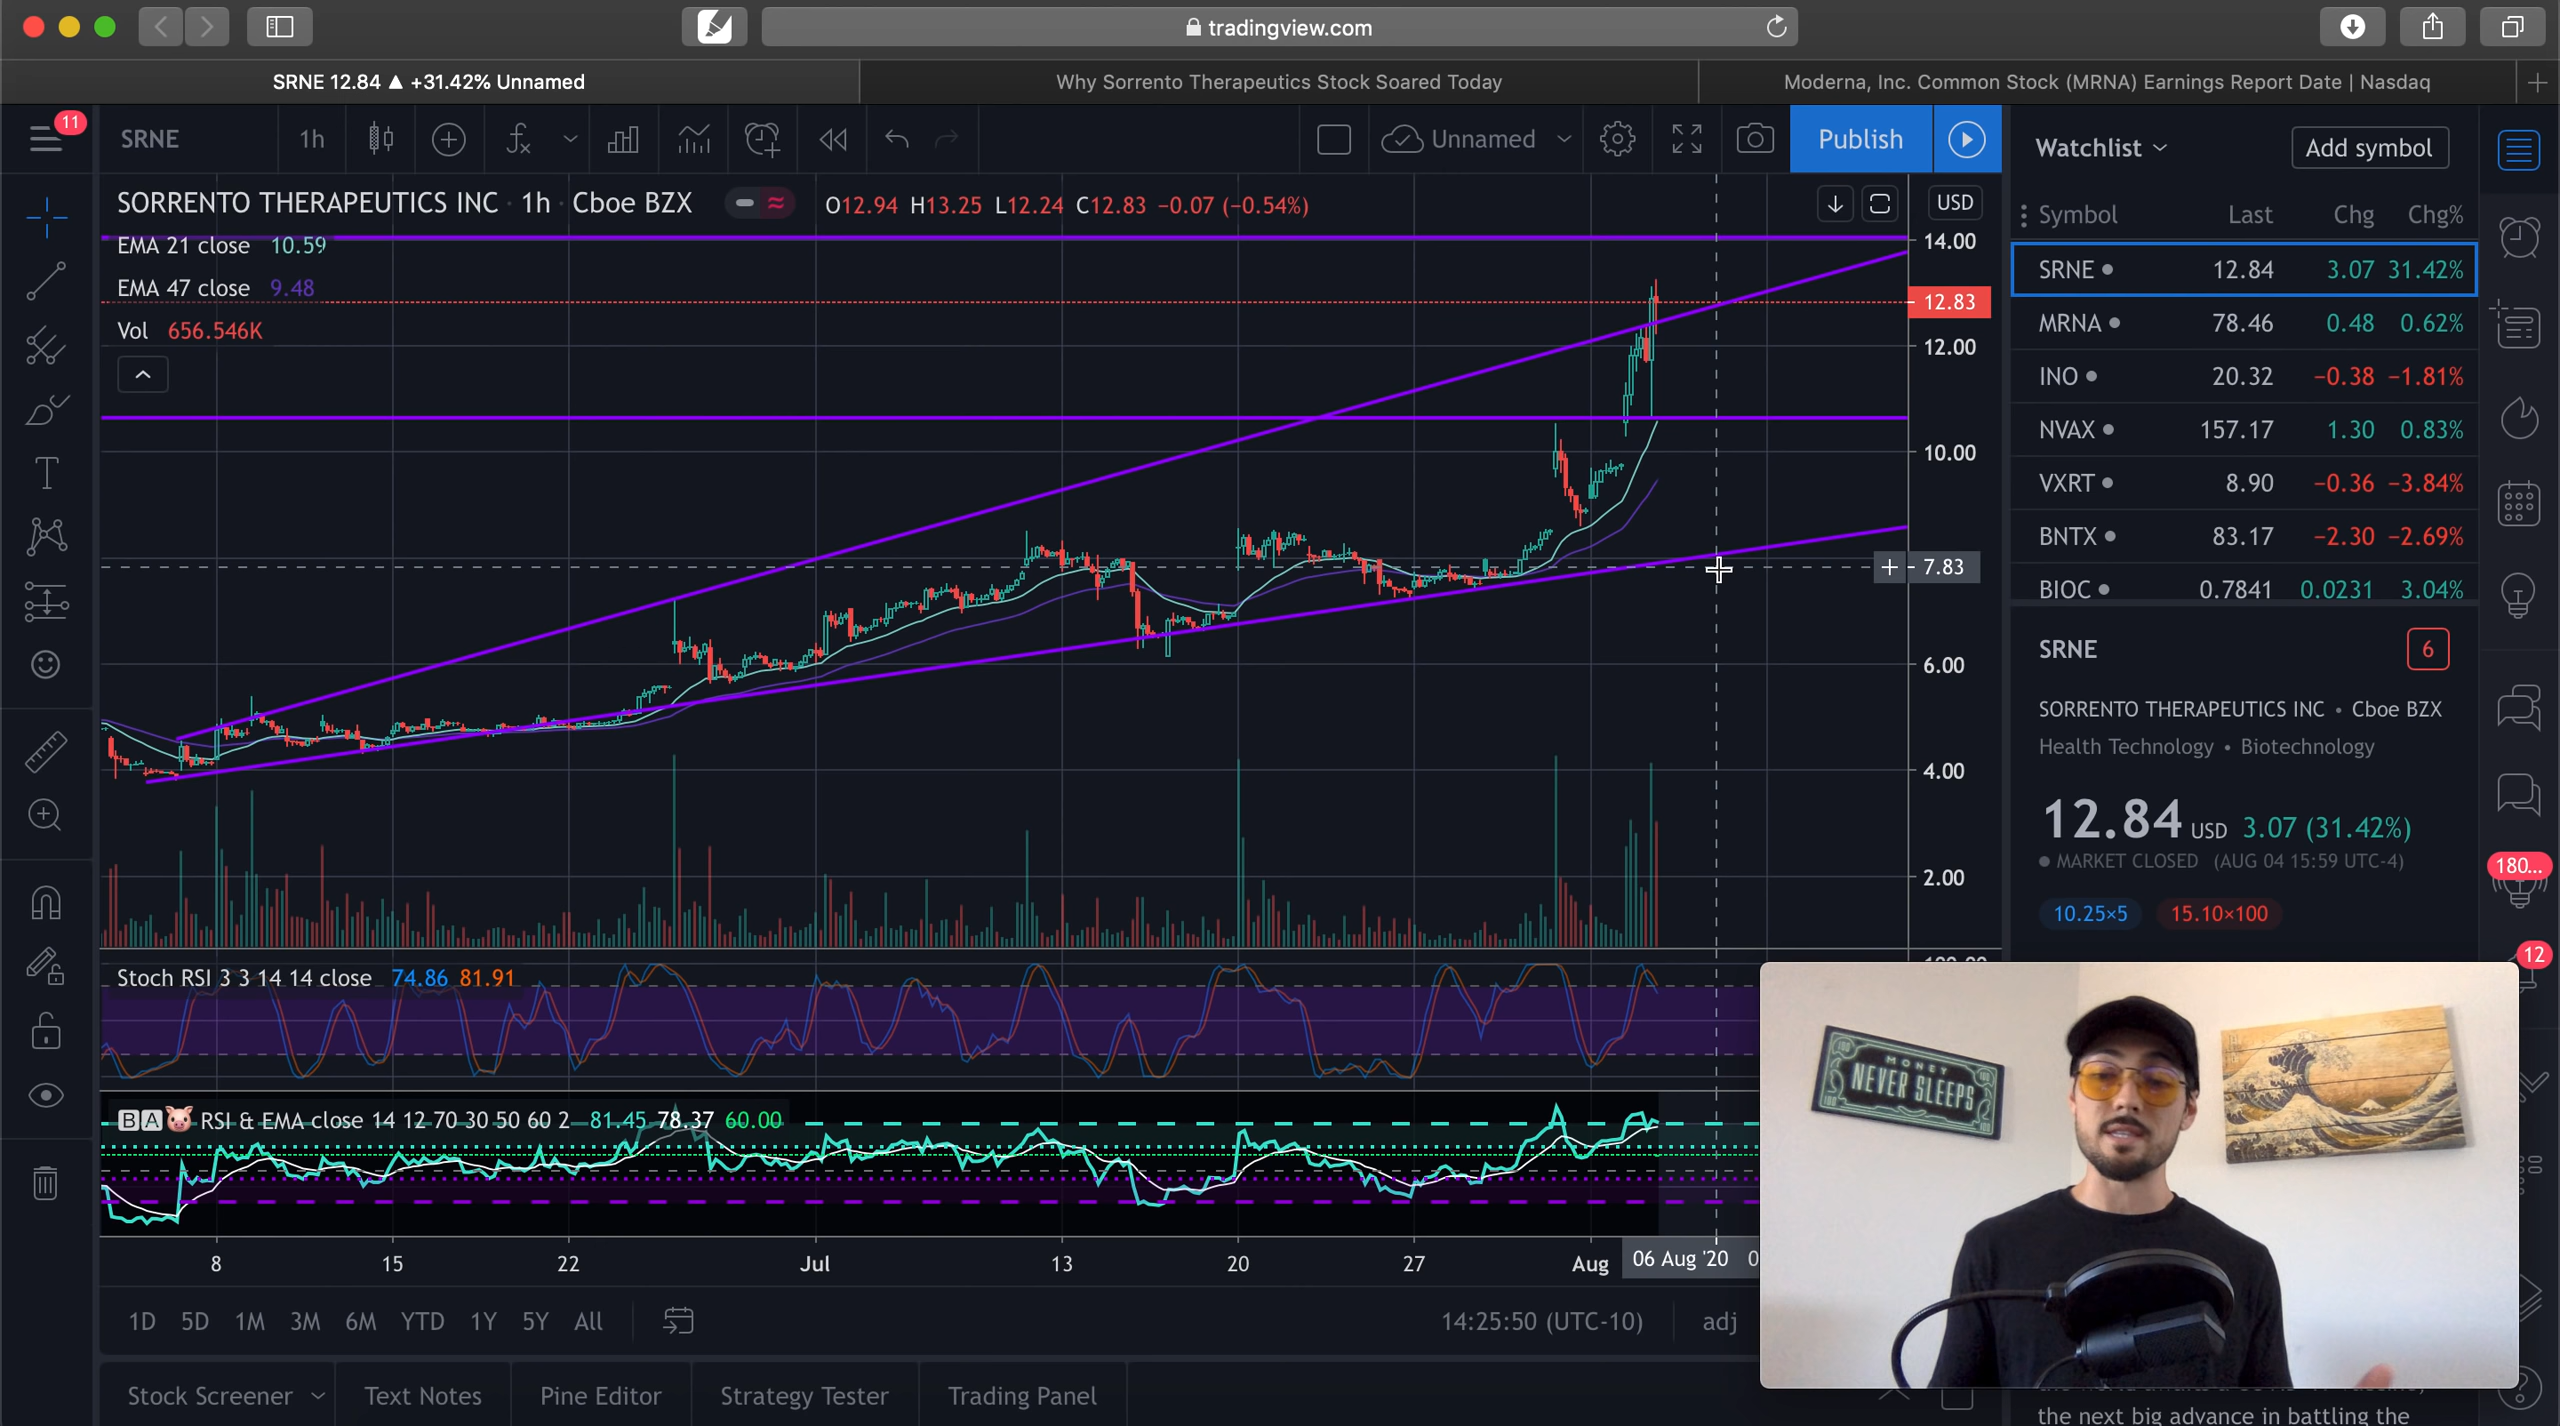 tradingview.com
SRNE 12.84 ▲ +31.42% Unnamed
Why Sorrento Therapeutics Stock Soared Today
Moderna, Inc. Common Stock (MRNA) Earnings Report Date | Nasdaq
11
SRNE
1h
Unnamed
Publish
SORRENTO THERAPEUTICS INC · 1h · Cboe BZX
O12.94 H13.25 L12.24 C12.83 −0.07 (−0.54%)
USD
EMA 21 close 10.59
EMA 47 close 9.48
Vol 656.546K
14.00
12.83
12.00
10.00
7.83
6.00
4.00
2.00
Stoch RSI 3 3 14 14 close 74.86 81.91
BA RSI & EMA close 14 12 70 30 50 60 2 81.45 78.37 60.00
8
15
22
Jul
13
20
27
Aug
06 Aug '20
1D 5D 1M 3M 6M YTD 1Y 5Y All
14:25:50 (UTC-10)
adj
Stock Screener
Text Notes
Pine Editor
Strategy Tester
Trading Panel
Watchlist
Add symbol
Symbol Last Chg Chg%
SRNE 12.84 3.07 31.42%
MRNA 78.46 0.48 0.62%
INO 20.32 −0.38 −1.81%
NVAX 157.17 1.30 0.83%
VXRT 8.90 −0.36 −3.84%
BNTX 83.17 −2.30 −2.69%
BIOC 0.7841 0.0231 3.04%
SRNE
6
SORRENTO THERAPEUTICS INC • Cboe BZX
Health Technology • Biotechnology
12.84 USD 3.07 (31.42%)
MARKET CLOSED (AUG 04 15:59 UTC-4)
10.25×5
15.10×100
180...
12
MONEY
NEVER SLEEPS
100
the next big advance in battling the